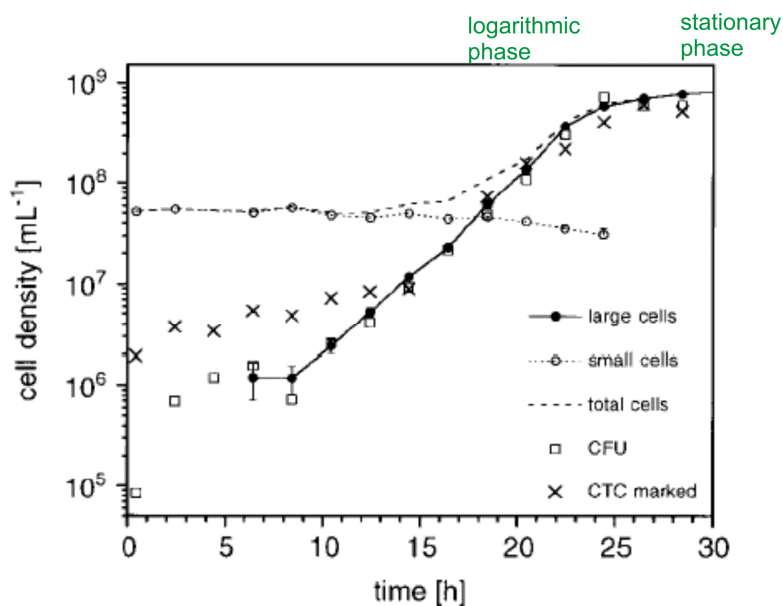 logarithmic
phase
stationary
phase
10⁹
10⁸
10⁷
10⁶
10⁵
cell density [mL⁻¹]
large cells
small cells
total cells
CFU
CTC marked
0 5 10 15 20 25 30
time [h]